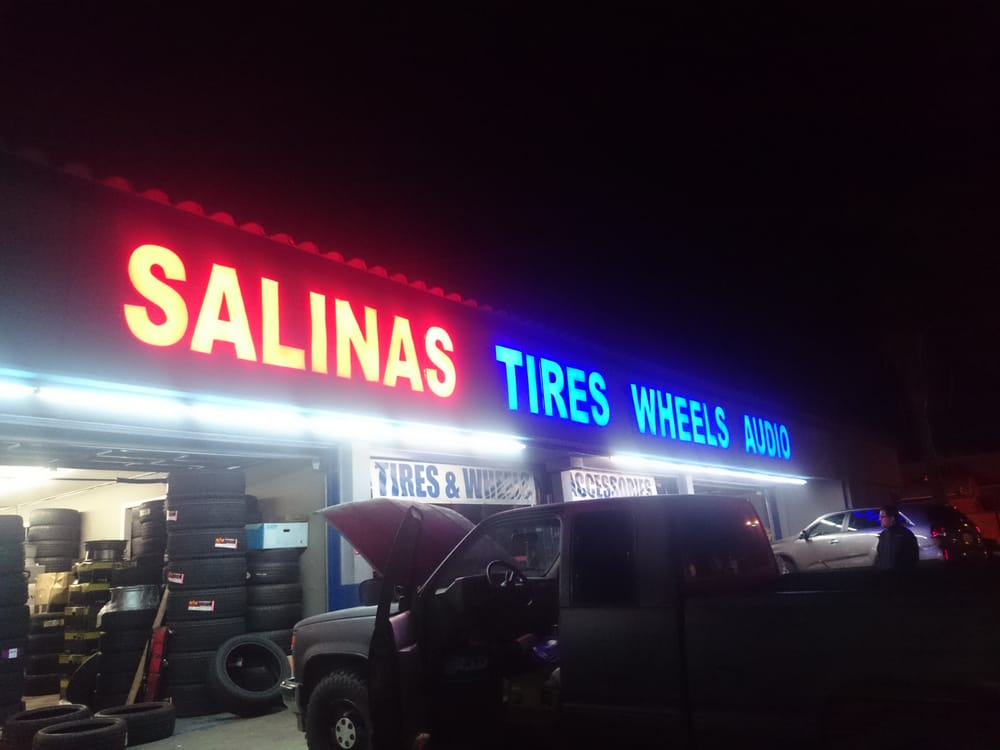 SALINAS TIRES WHEELS AUDIO
TIRES & WHEELS
ACCESSORIES